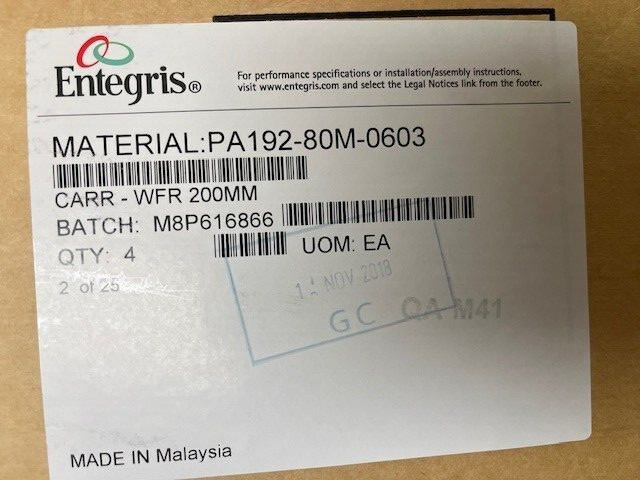 Entegris®
For performance specifications or installation/assembly instructions,
visit www.entegris.com and select the Legal Notices link from the footer.
MATERIAL:PA192-80M-0603
CARR - WFR 200MM
BATCH: M8P616866
QTY: 4 UOM: EA
2 of 25
NOV 2018
GC
QA M41
MADE IN Malaysia